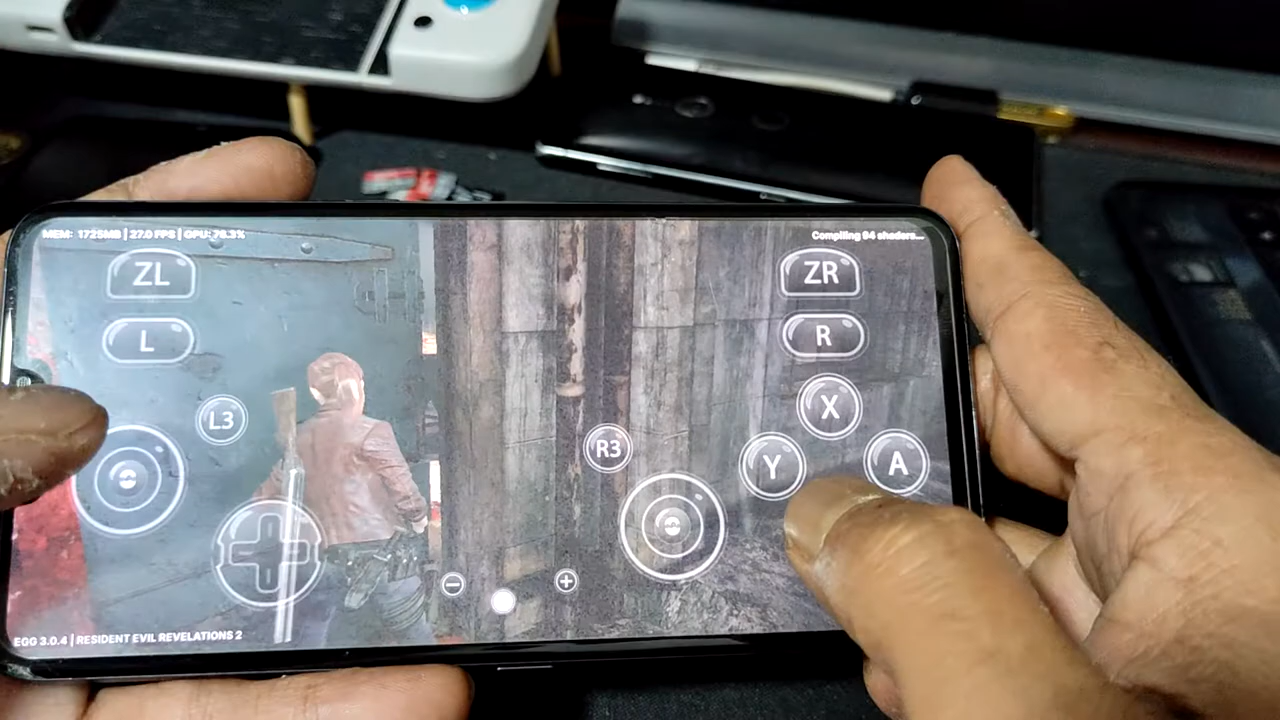 MEM: 1725MB | 27.0 FPS | GPU: 78.3%
Compiling 94 shaders...
ZL
ZR
L
R
L3
X
R3
Y
A
EGG 3.0.4 | RESIDENT EVIL REVELATIONS 2